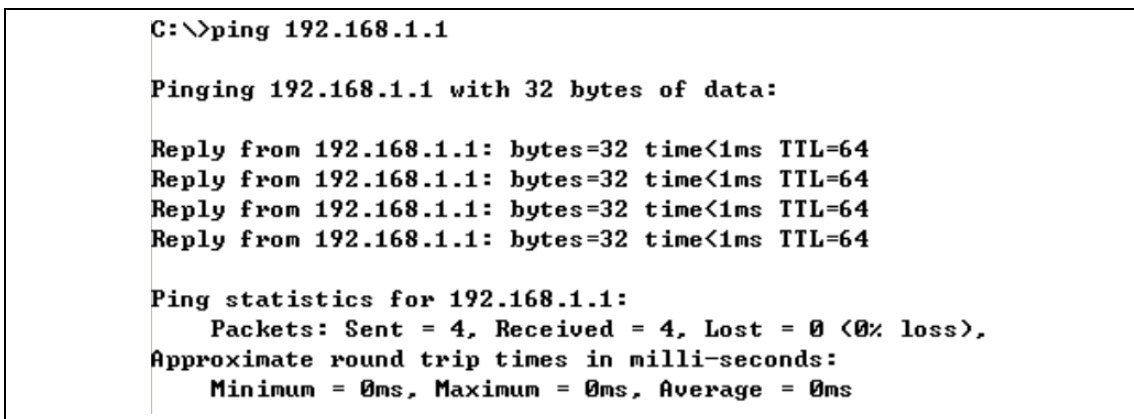 C:\>ping 192.168.1.1
Pinging 192.168.1.1 with 32 bytes of data:
Reply from 192.168.1.1: bytes=32 time<1ms TTL=64
Reply from 192.168.1.1: bytes=32 time<1ms TTL=64
Reply from 192.168.1.1: bytes=32 time<1ms TTL=64
Reply from 192.168.1.1: bytes=32 time<1ms TTL=64
Ping statistics for 192.168.1.1:
Packets: Sent = 4, Received = 4, Lost = 0 (0% loss),
Approximate round trip times in milli-seconds:
Minimum = 0ms, Maximum = 0ms, Average = 0ms